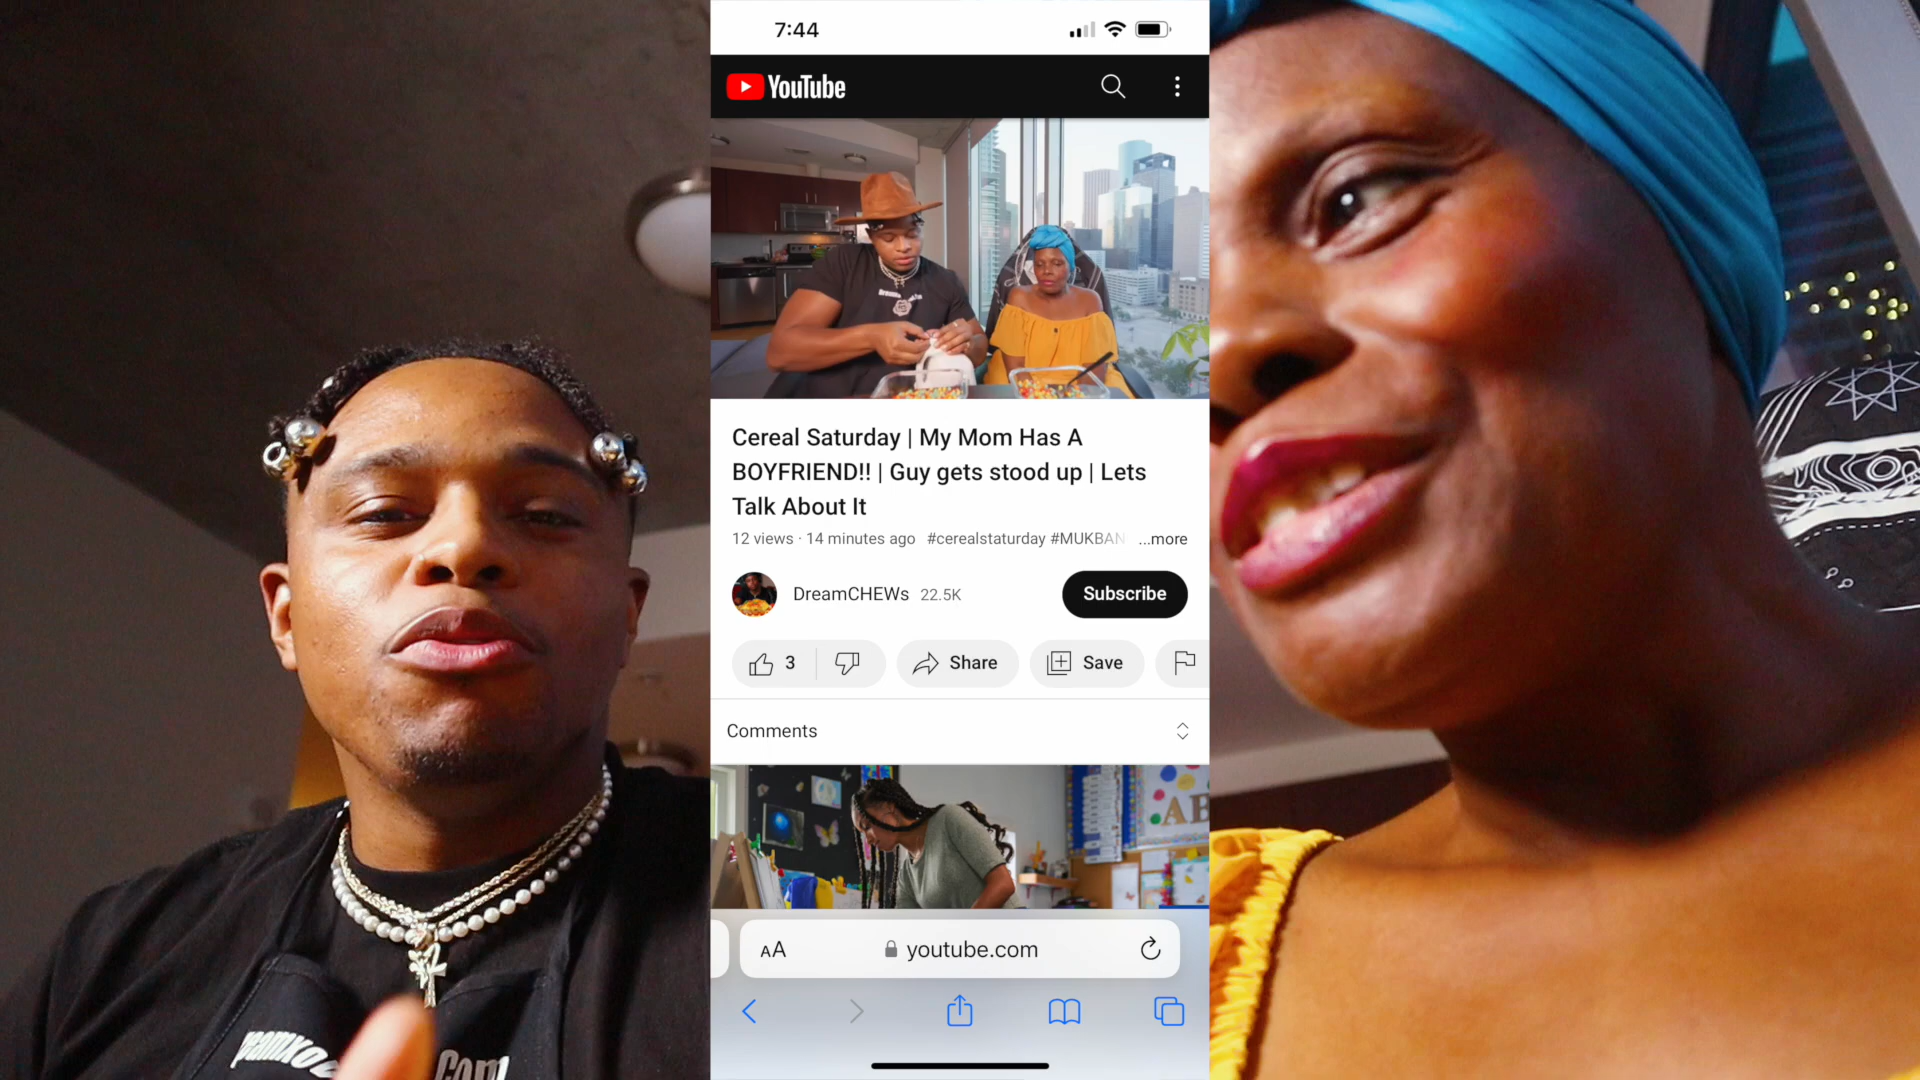 7:44
YouTube
Cereal Saturday | My Mom Has A
BOYFRIEND!! | Guy gets stood up | Lets
Talk About It
12 views · 14 minutes ago #cerealstaturday #MUKBAN ...more
DreamCHEWs 22.5K
Subscribe
3
Share
Save
Comments
AA
youtube.com
Com